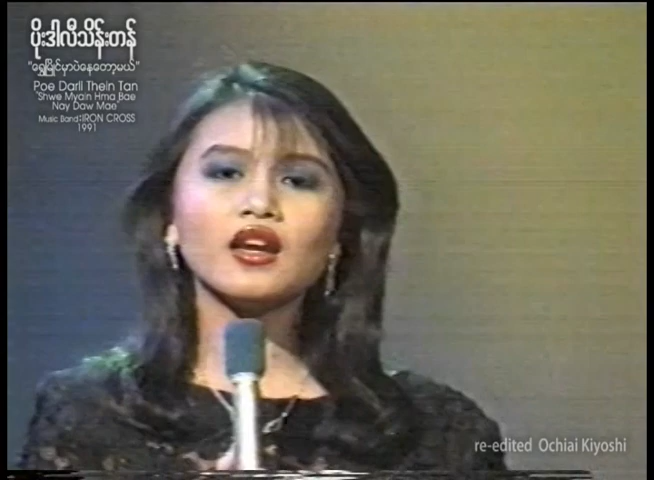 ပိုးဒါလီသိန်းတန်
"ရွှေမြိုင်မှာပဲနေတော့မယ်"
Poe Darli Thein Tan
"Shwe Myain Hma Bae
Nay Daw Mae"
Music Band:IRON CROSS
1991
re-edited Ochiai Kiyoshi